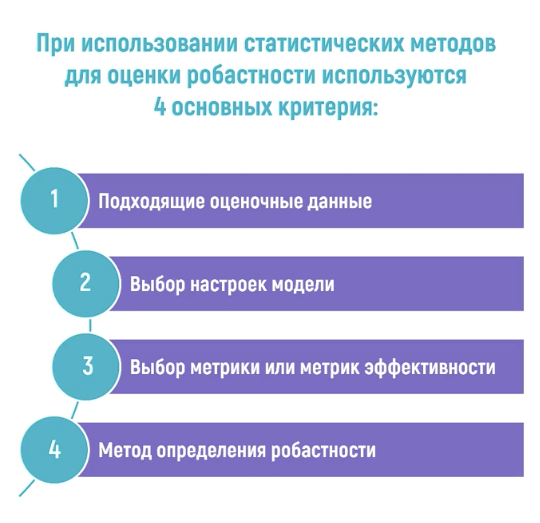 При использовании статистических методов
для оценки робастности используются
4 основных критерия:
1
Подходящие оценочные данные
2
Выбор настроек модели
3
Выбор метрики или метрик эффективности
4
Метод определения робастности